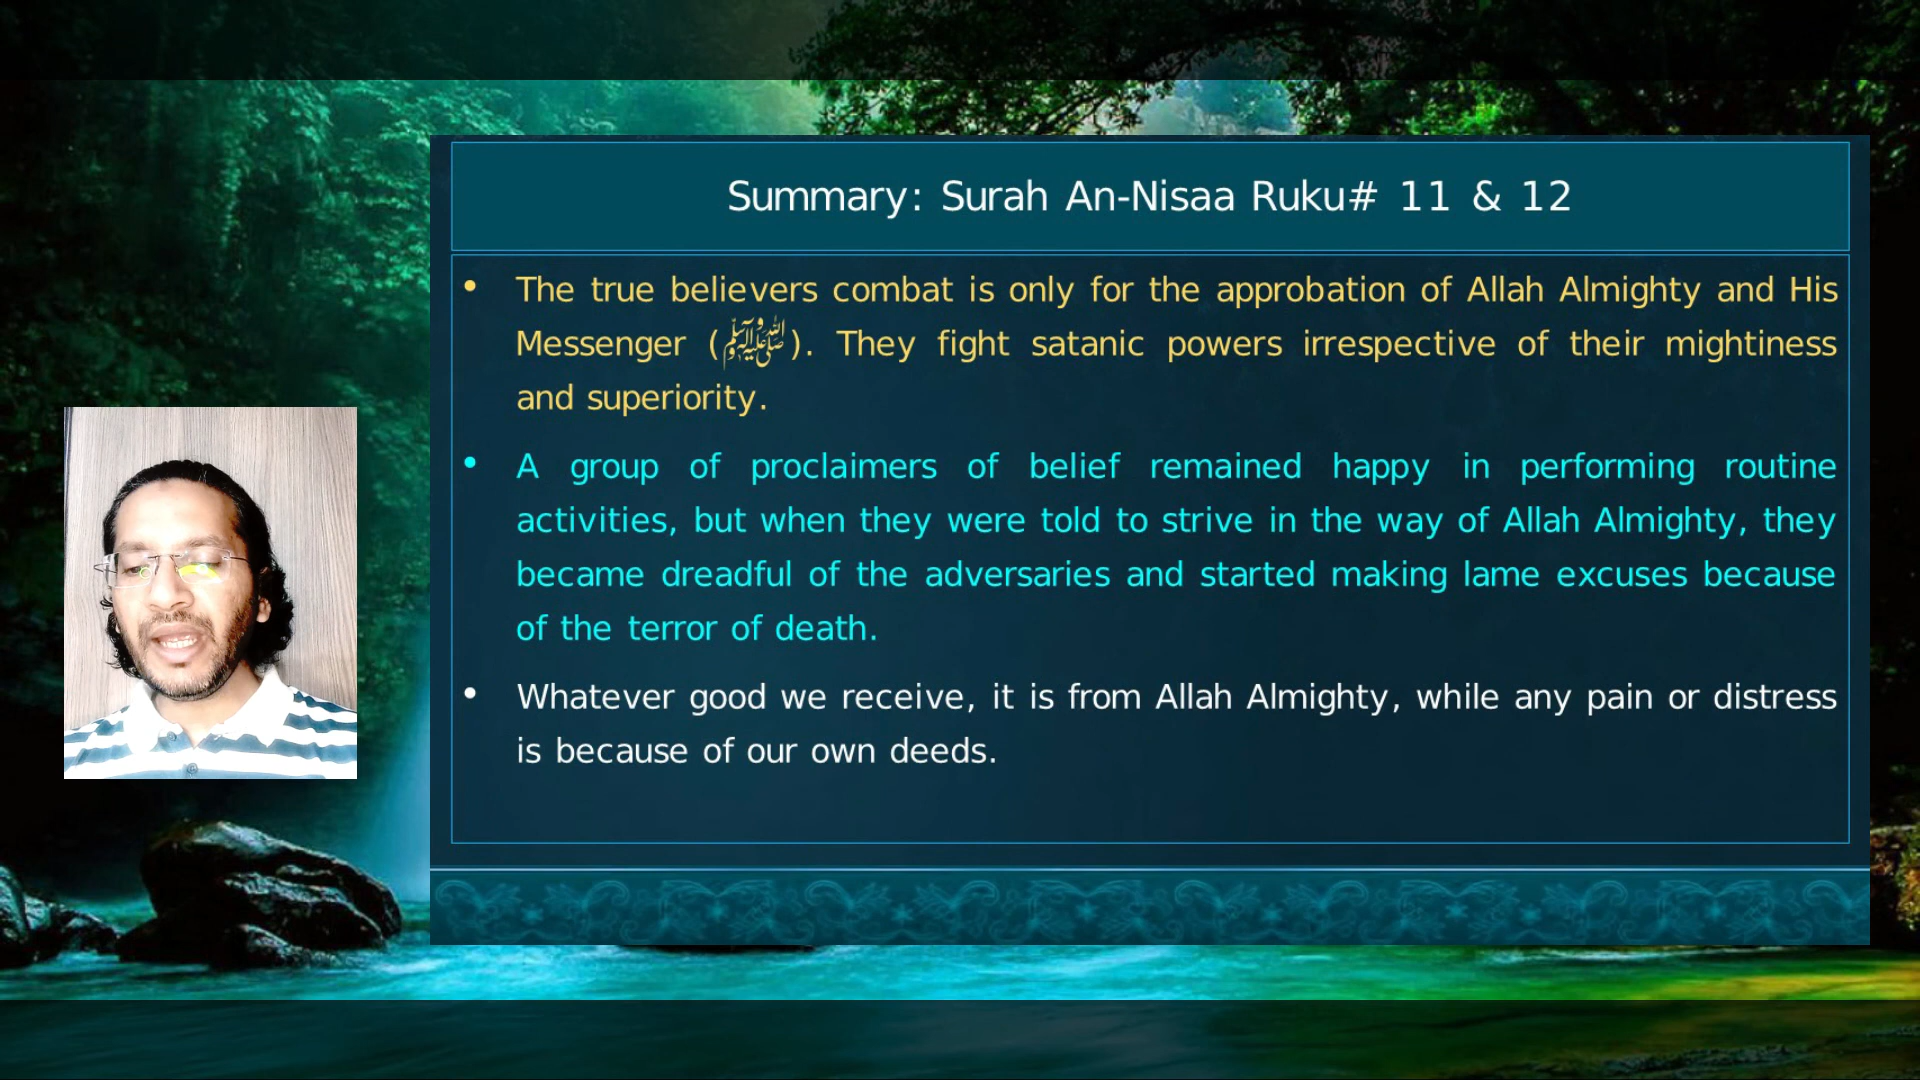 Summary: Surah An-Nisaa Ruku# 11 & 12
• The true believers combat is only for the approbation of Allah Almighty and His
Messenger (ﷺ). They fight satanic powers irrespective of their mightiness
and superiority.
• A group of proclaimers of belief remained happy in performing routine
activities, but when they were told to strive in the way of Allah Almighty, they
became dreadful of the adversaries and started making lame excuses because
of the terror of death.
• Whatever good we receive, it is from Allah Almighty, while any pain or distress
is because of our own deeds.